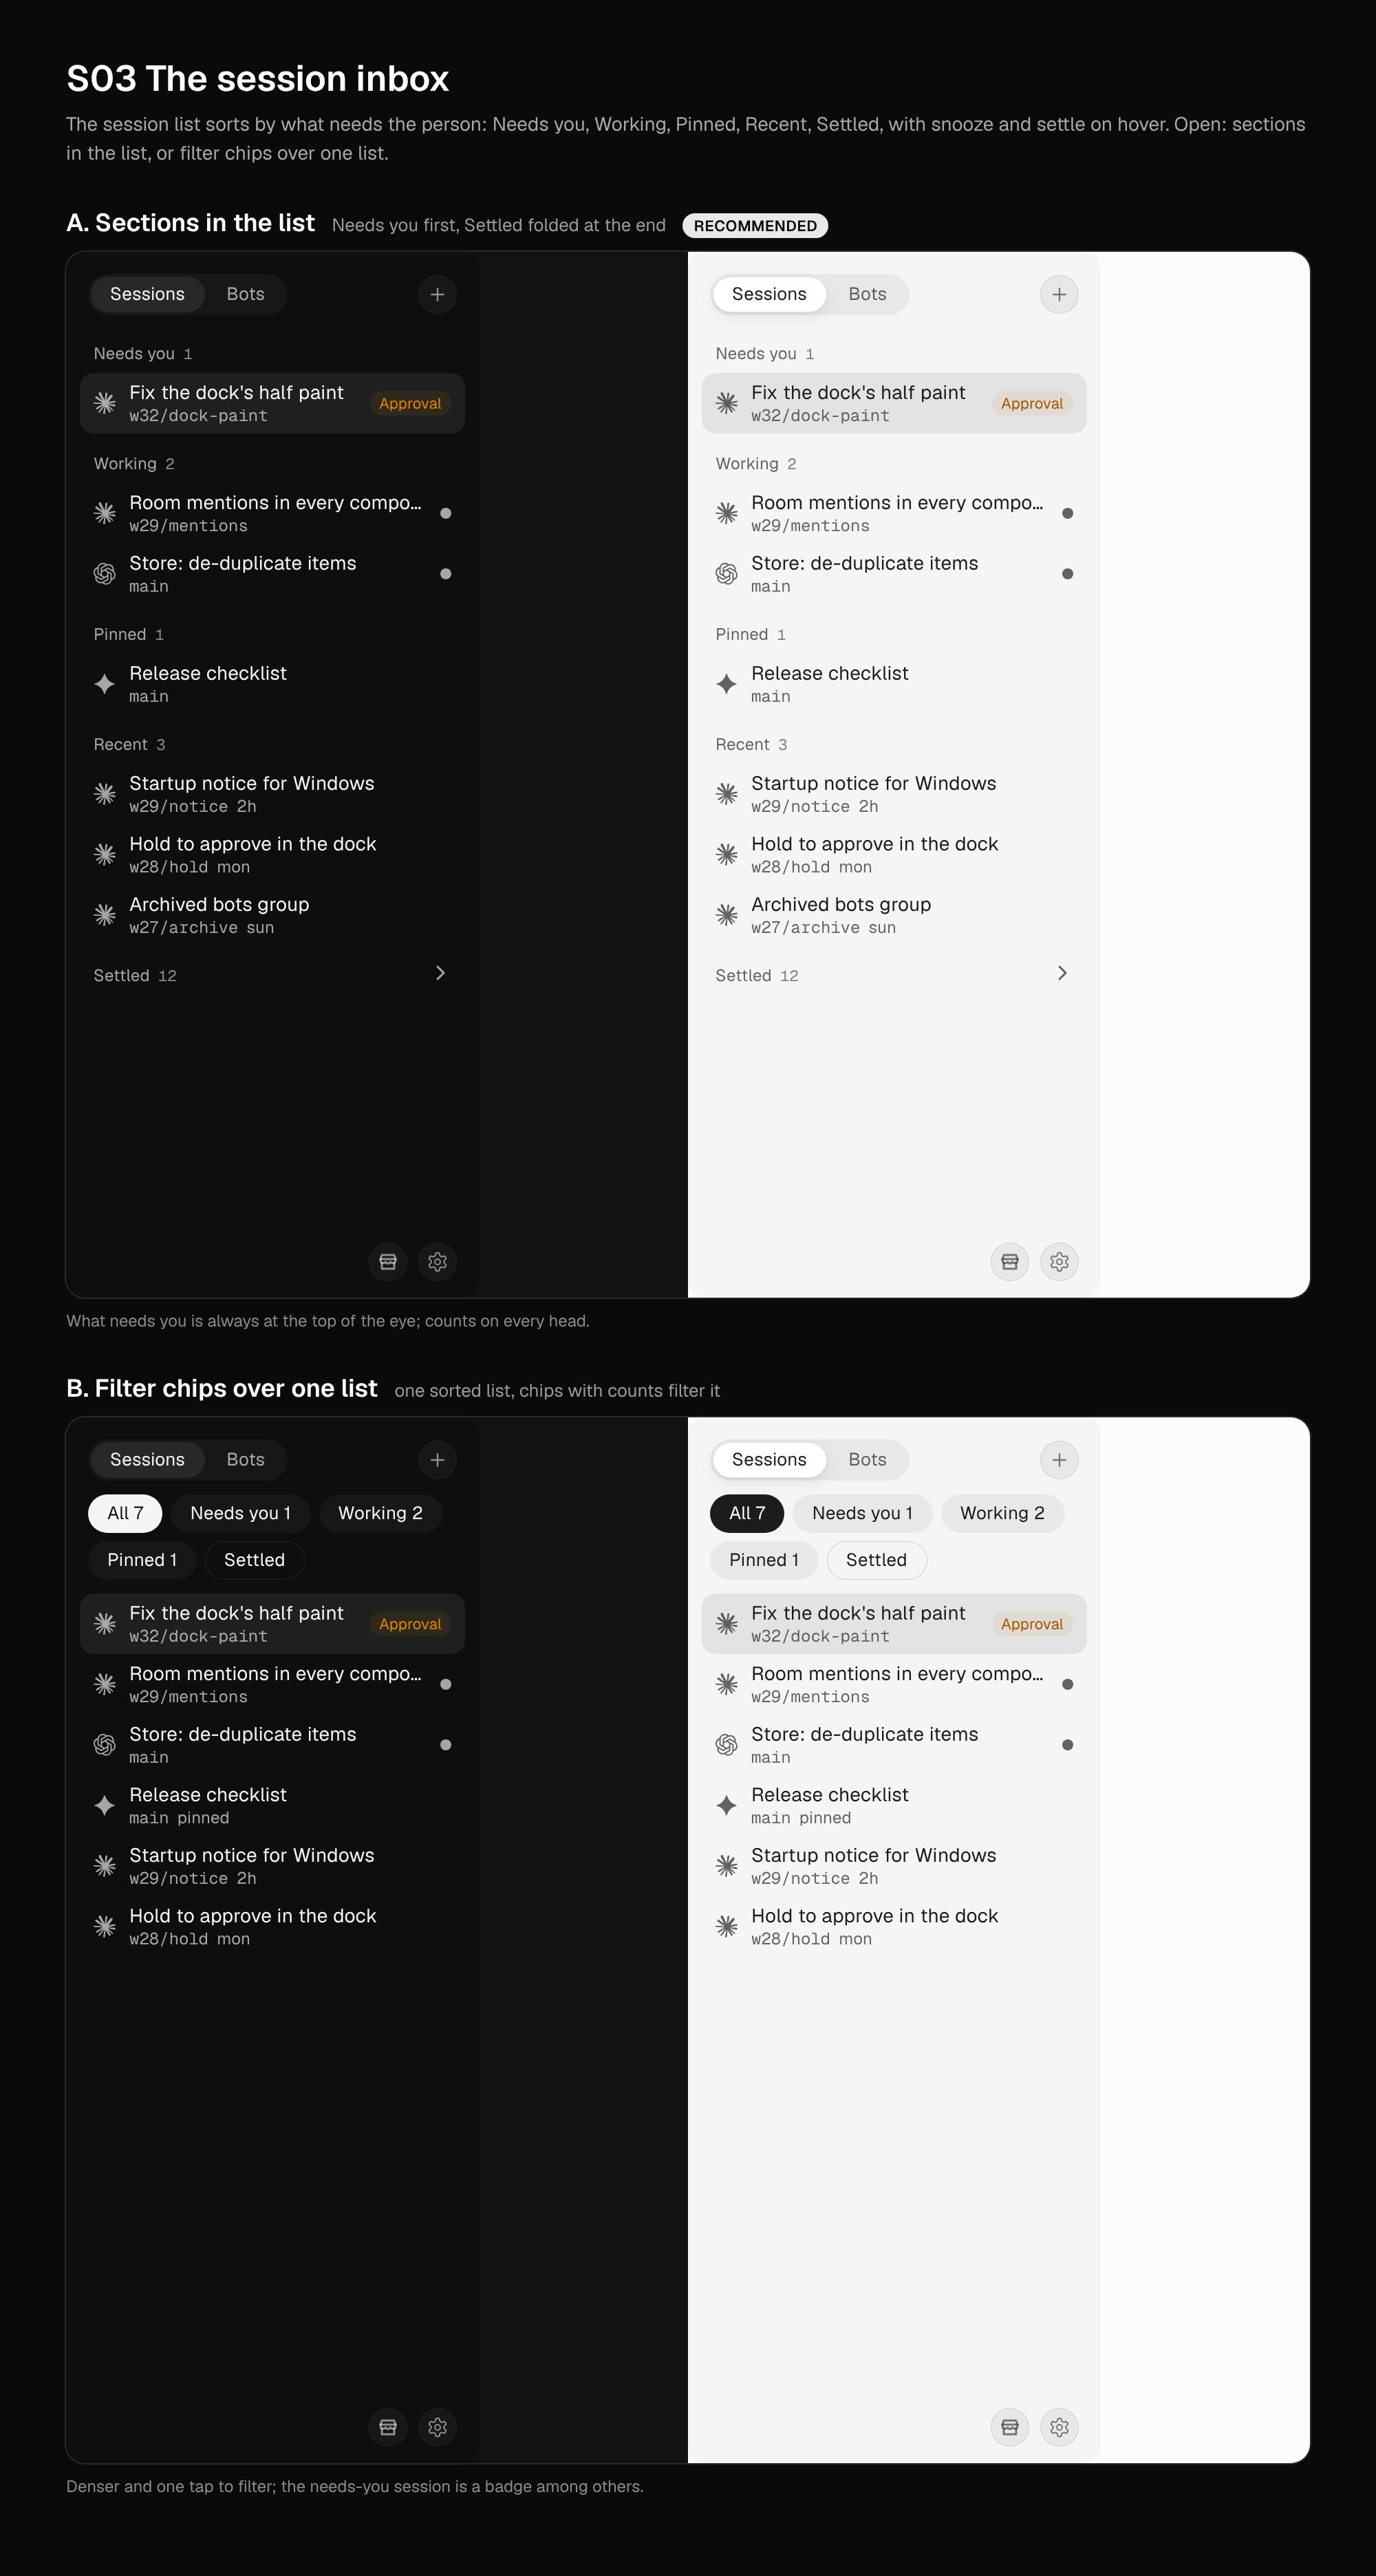 S03 The session inbox
The session list sorts by what needs the person: Needs you, Working, Pinned, Recent, Settled, with snooze and settle on hover. Open: sections
in the list, or filter chips over one list.
A. Sections in the list Needs you first, Settled folded at the end RECOMMENDED
Sessions Bots
Needs you 1
Fix the dock's half paint
w32/dock-paint
Approval
Working 2
Room mentions in every compo...
w29/mentions
Store: de-duplicate items
main
Pinned 1
Release checklist
main
Recent 3
Startup notice for Windows
w29/notice 2h
Hold to approve in the dock
w28/hold mon
Archived bots group
w27/archive sun
Settled 12
Sessions Bots
Needs you 1
Fix the dock's half paint
w32/dock-paint
Approval
Working 2
Room mentions in every compo...
w29/mentions
Store: de-duplicate items
main
Pinned 1
Release checklist
main
Recent 3
Startup notice for Windows
w29/notice 2h
Hold to approve in the dock
w28/hold mon
Archived bots group
w27/archive sun
Settled 12
What needs you is always at the top of the eye; counts on every head.
B. Filter chips over one list one sorted list, chips with counts filter it
Sessions Bots
All 7 Needs you 1 Working 2
Pinned 1 Settled
Fix the dock's half paint
w32/dock-paint
Approval
Room mentions in every compo...
w29/mentions
Store: de-duplicate items
main
Release checklist
main pinned
Startup notice for Windows
w29/notice 2h
Hold to approve in the dock
w28/hold mon
Sessions Bots
All 7 Needs you 1 Working 2
Pinned 1 Settled
Fix the dock's half paint
w32/dock-paint
Approval
Room mentions in every compo...
w29/mentions
Store: de-duplicate items
main
Release checklist
main pinned
Startup notice for Windows
w29/notice 2h
Hold to approve in the dock
w28/hold mon
Denser and one tap to filter; the needs-you session is a badge among others.